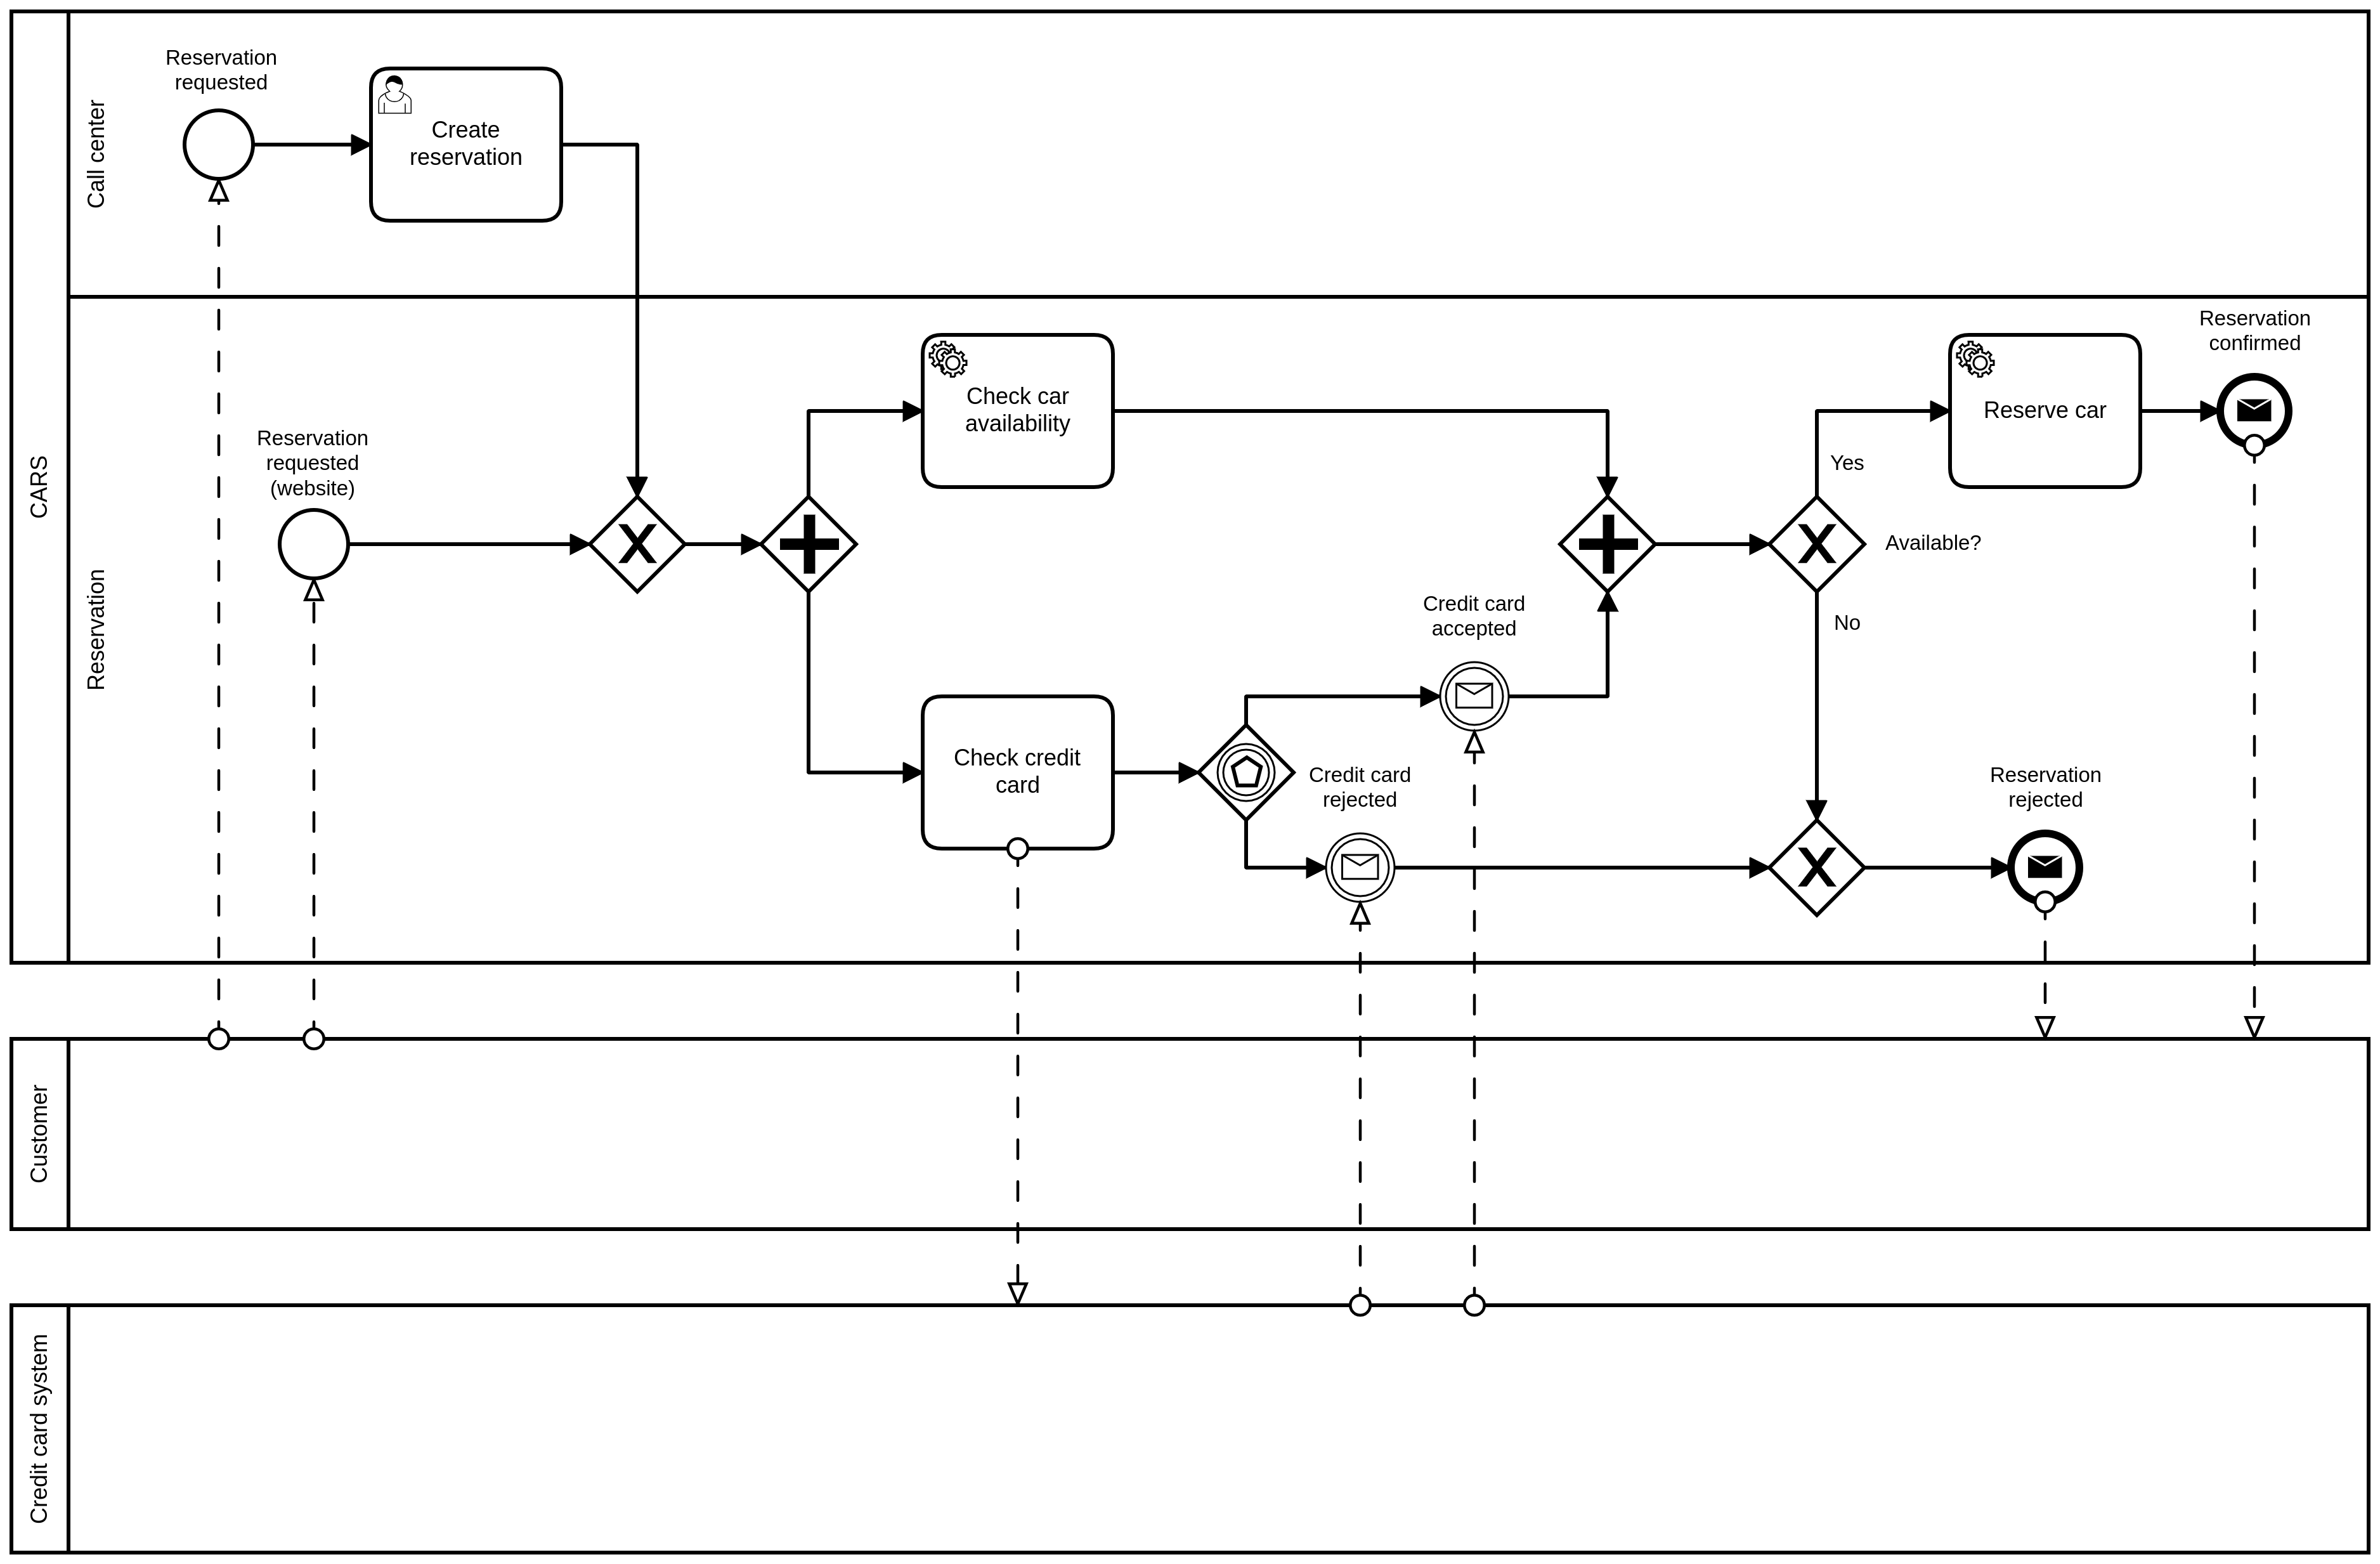 CARS
Call center
Reservation
requested
Create
reservation
Reservation
Reservation
requested
(website)
Check car
availability
Check credit
card
Credit card
accepted
Credit card
rejected
Yes
Available?
No
Reserve car
Reservation
confirmed
Reservation
rejected
Customer
Credit card system